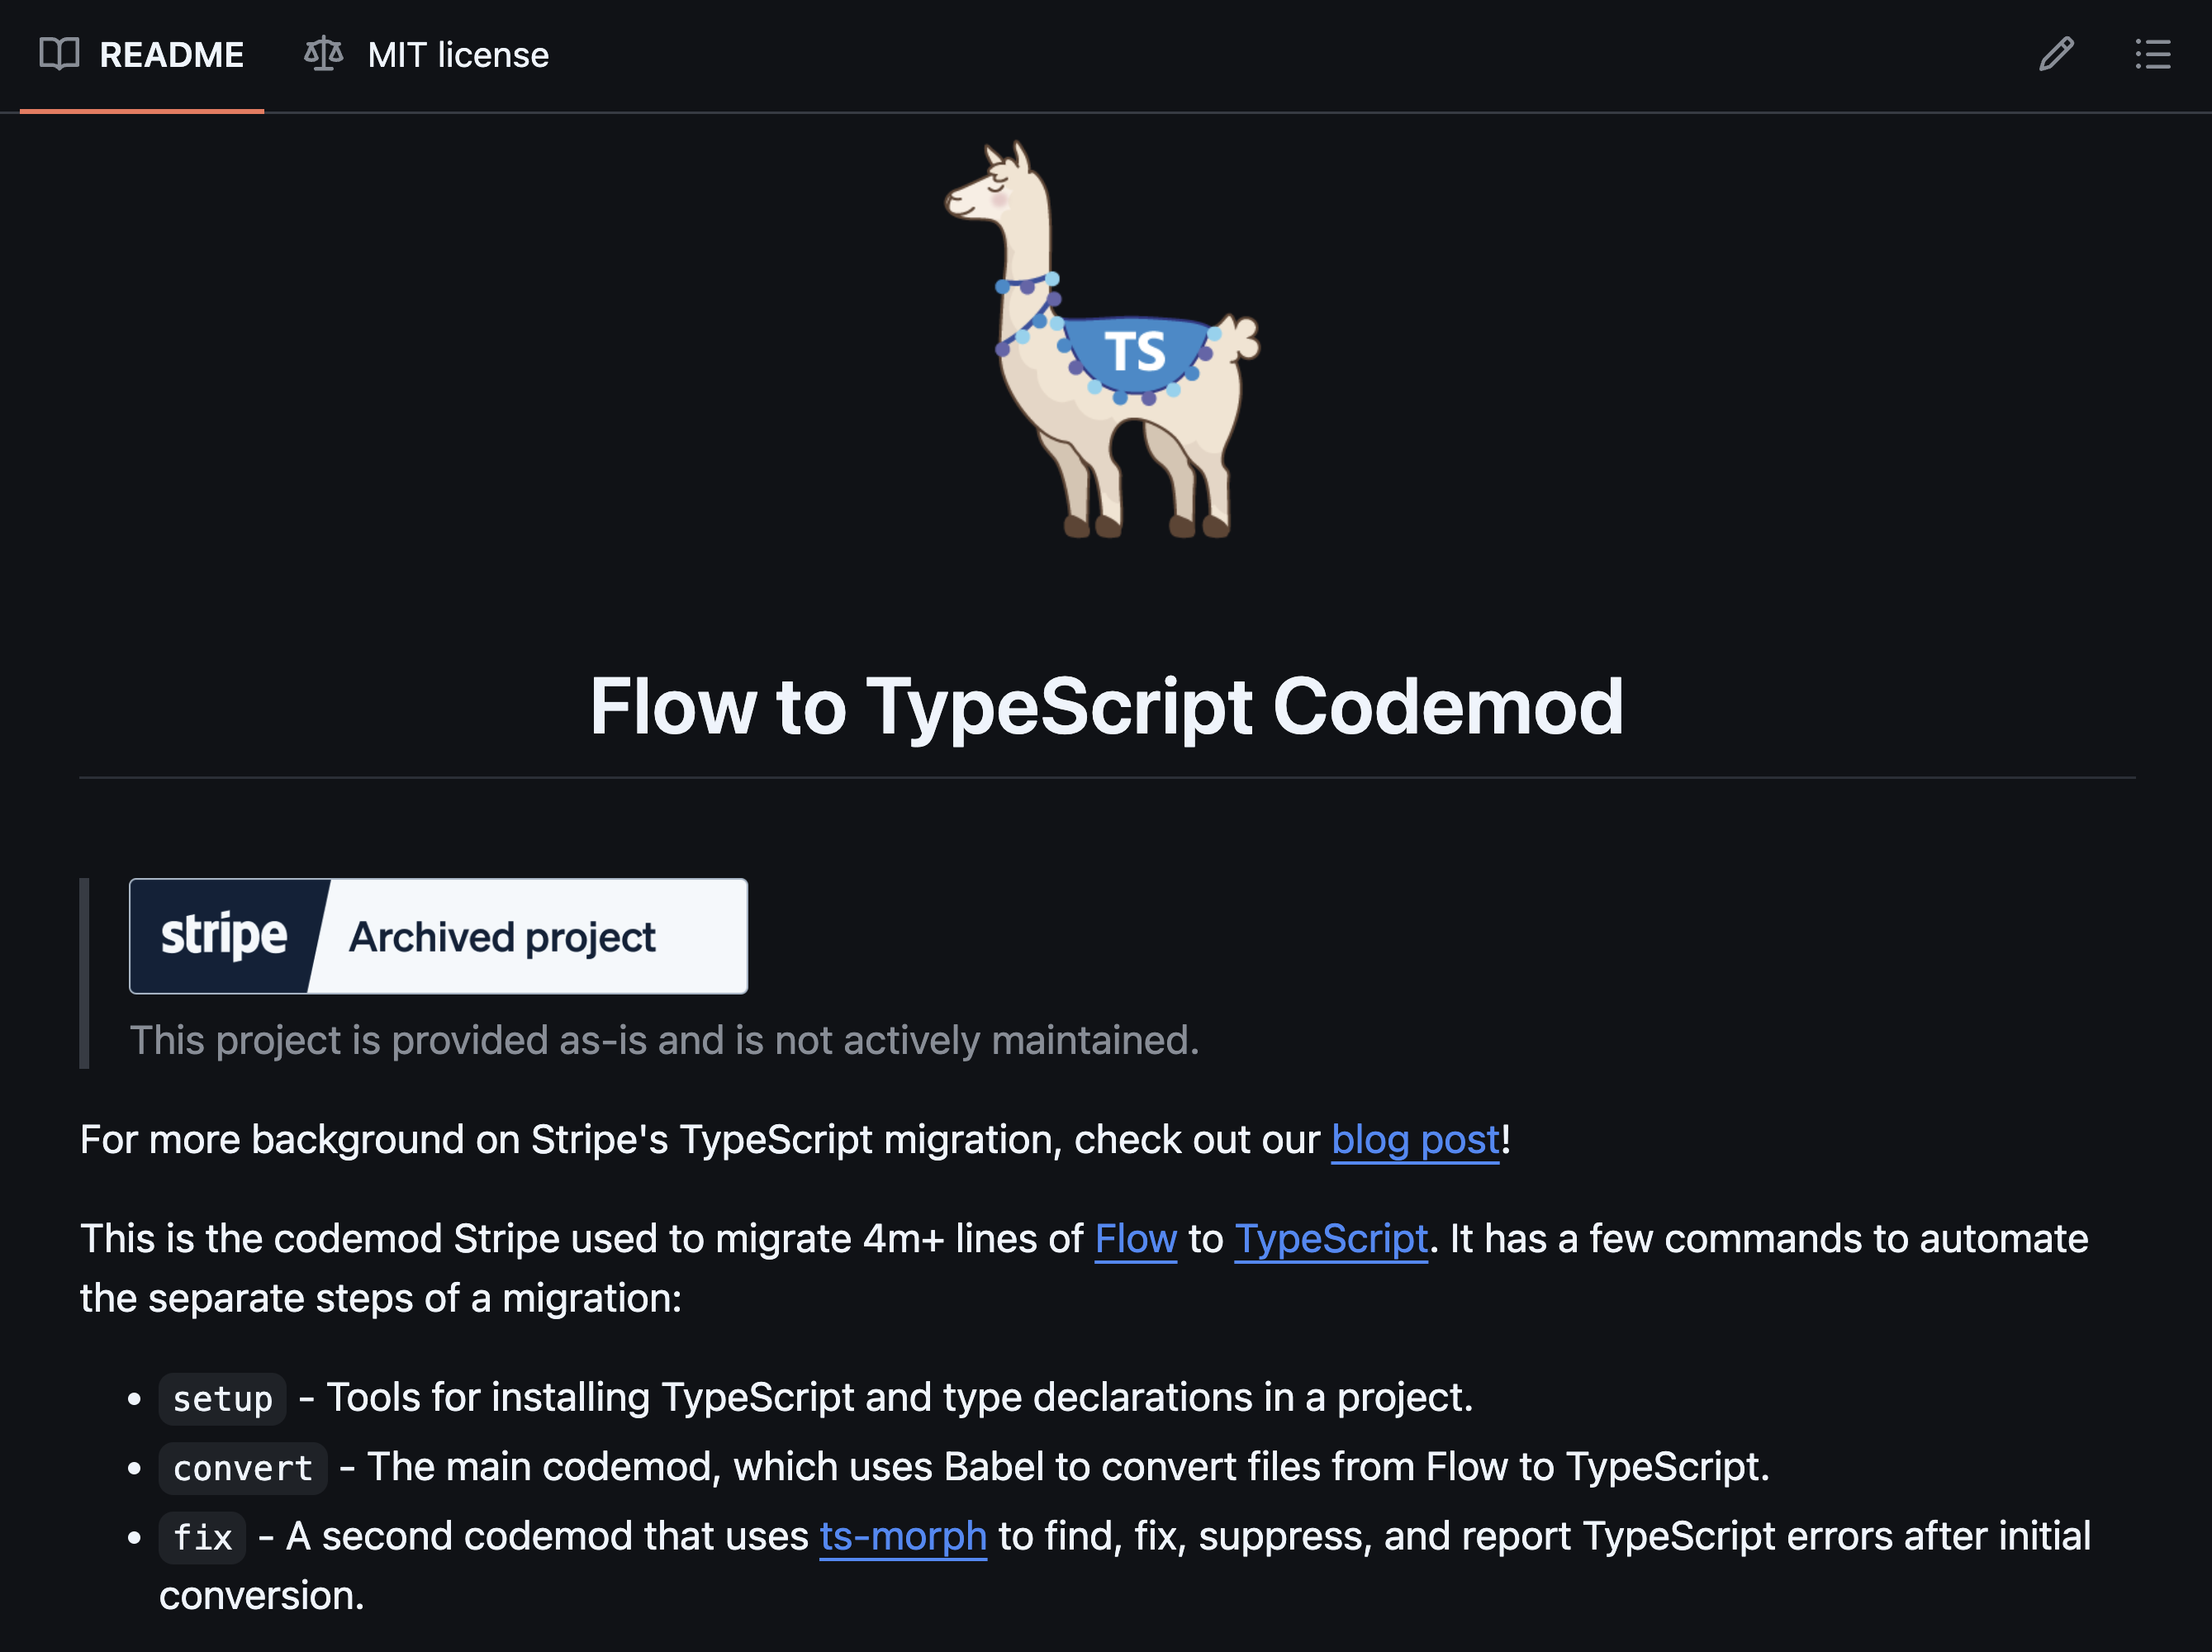 README
MIT license
TS
Flow to TypeScript Codemod
stripe
Archived project
This project is provided as-is and is not actively maintained.
For more background on Stripe's TypeScript migration, check out our blog post!
This is the codemod Stripe used to migrate 4m+ lines of Flow to TypeScript. It has a few commands to automate
the separate steps of a migration:
• setup - Tools for installing TypeScript and type declarations in a project.
• convert - The main codemod, which uses Babel to convert files from Flow to TypeScript.
• fix - A second codemod that uses ts-morph to find, fix, suppress, and report TypeScript errors after initial
conversion.